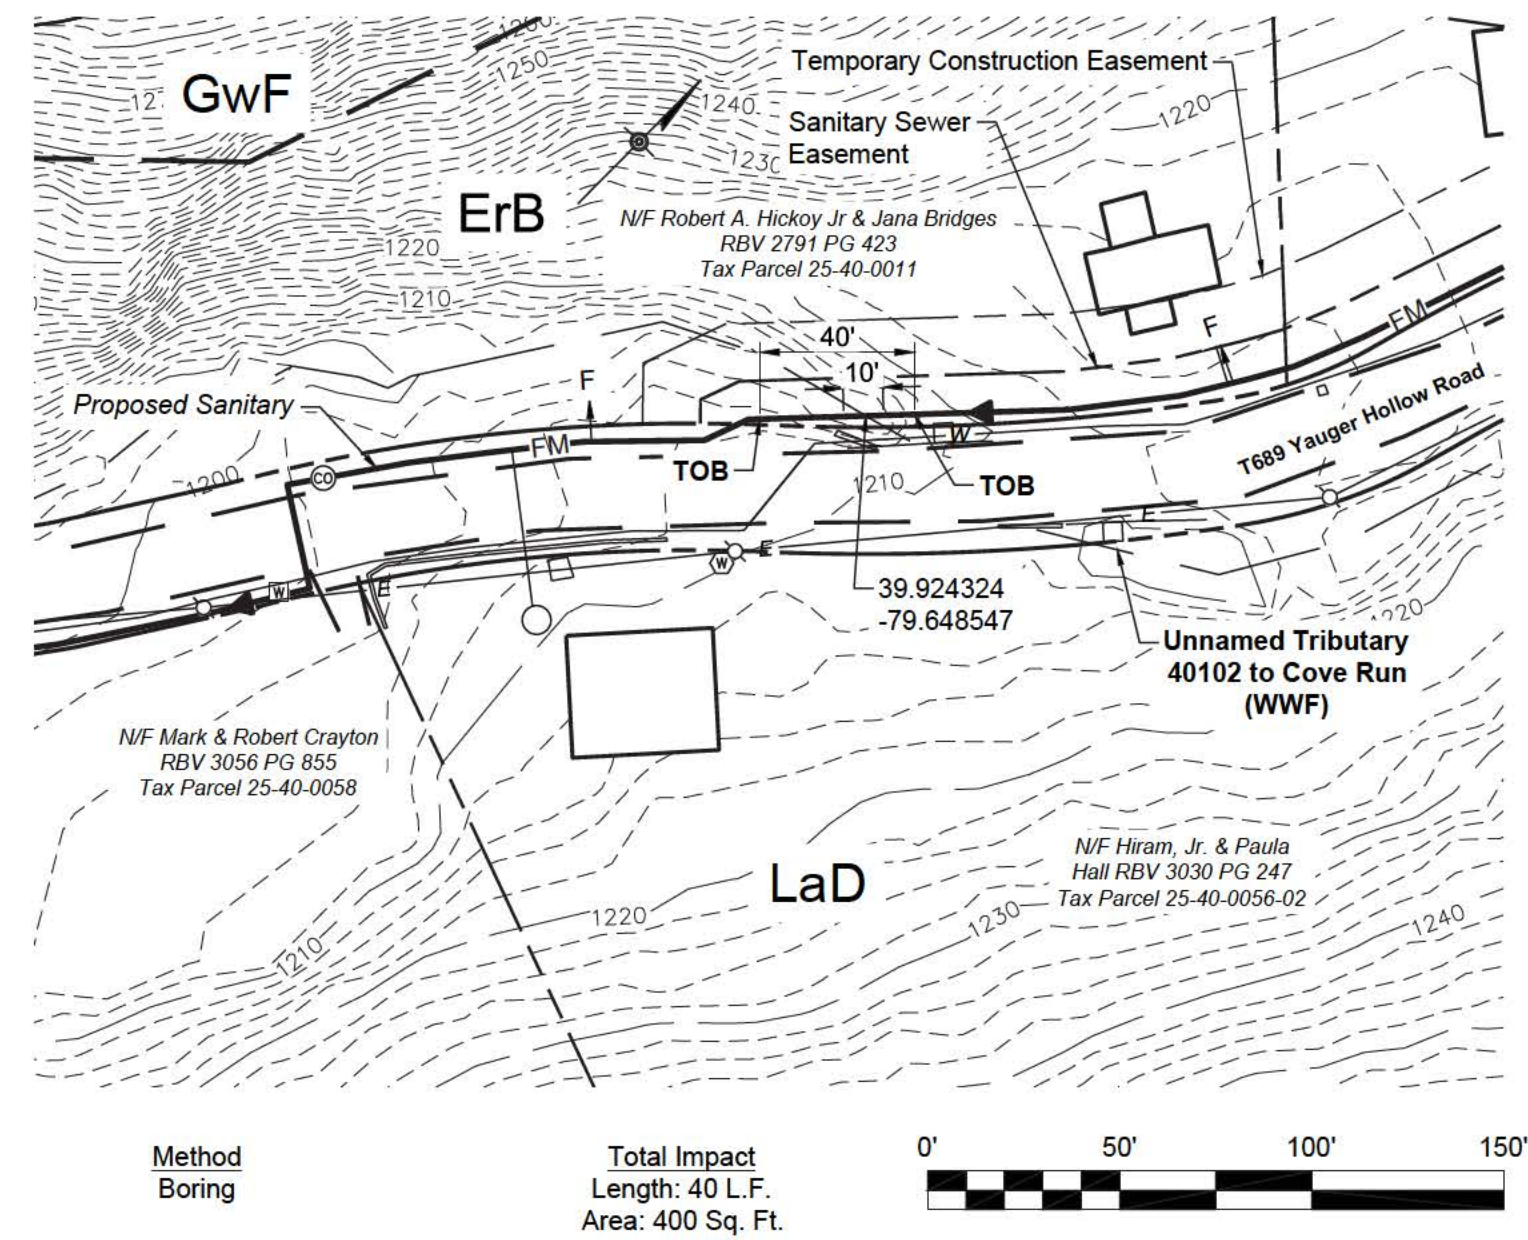 1260
1250
GwF
12
1240
Temporary Construction Easement
1220
Sanitary Sewer
Easement
1230
ErB
N/F Robert A. Hickoy Jr & Jana Bridges
RBV 2791 PG 423
Tax Parcel 25-40-0011
1220
1210
F
FM
40'
10'
F
Proposed Sanitary
T689 Yauger Hollow Road
FM
W
1200
CO
TOB
1210
TOB
E
E
W
W
E
39.924324
-79.648547
1220
Unnamed Tributary
40102 to Cove Run
(WWF)
N/F Mark & Robert Crayton
RBV 3056 PG 855
Tax Parcel 25-40-0058
N/F Hiram, Jr. & Paula
Hall RBV 3030 PG 247
Tax Parcel 25-40-0056-02
LaD
1220
1230
1240
1210
Method
Boring
Total Impact
Length: 40 L.F.
Area: 400 Sq. Ft.
0' 50' 100' 150'